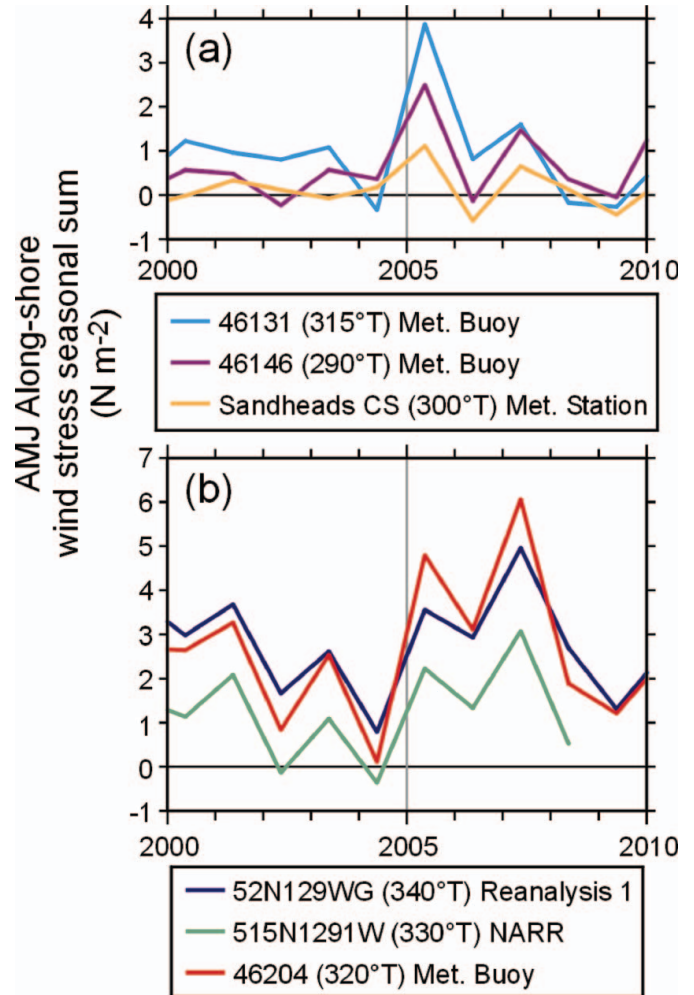 AMJ Along-shore
wind stress seasonal sum
(N m-2)
(a)
4
3
2
1
0
-1
2000 2005 2010
46131 (315°T) Met. Buoy
46146 (290°T) Met. Buoy
Sandheads CS (300°T) Met. Station
(b)
7
6
5
4
3
2
1
0
-1
2000 2005 2010
52N129WG (340°T) Reanalysis 1
515N1291W (330°T) NARR
46204 (320°T) Met. Buoy